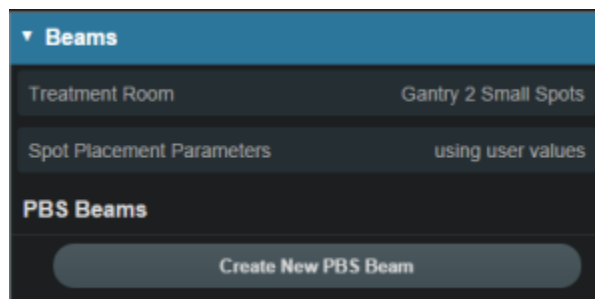 Beams
Treatment Room Gantry 2 Small Spots
Spot Placement Parameters using user values
PBS Beams
Create New PBS Beam